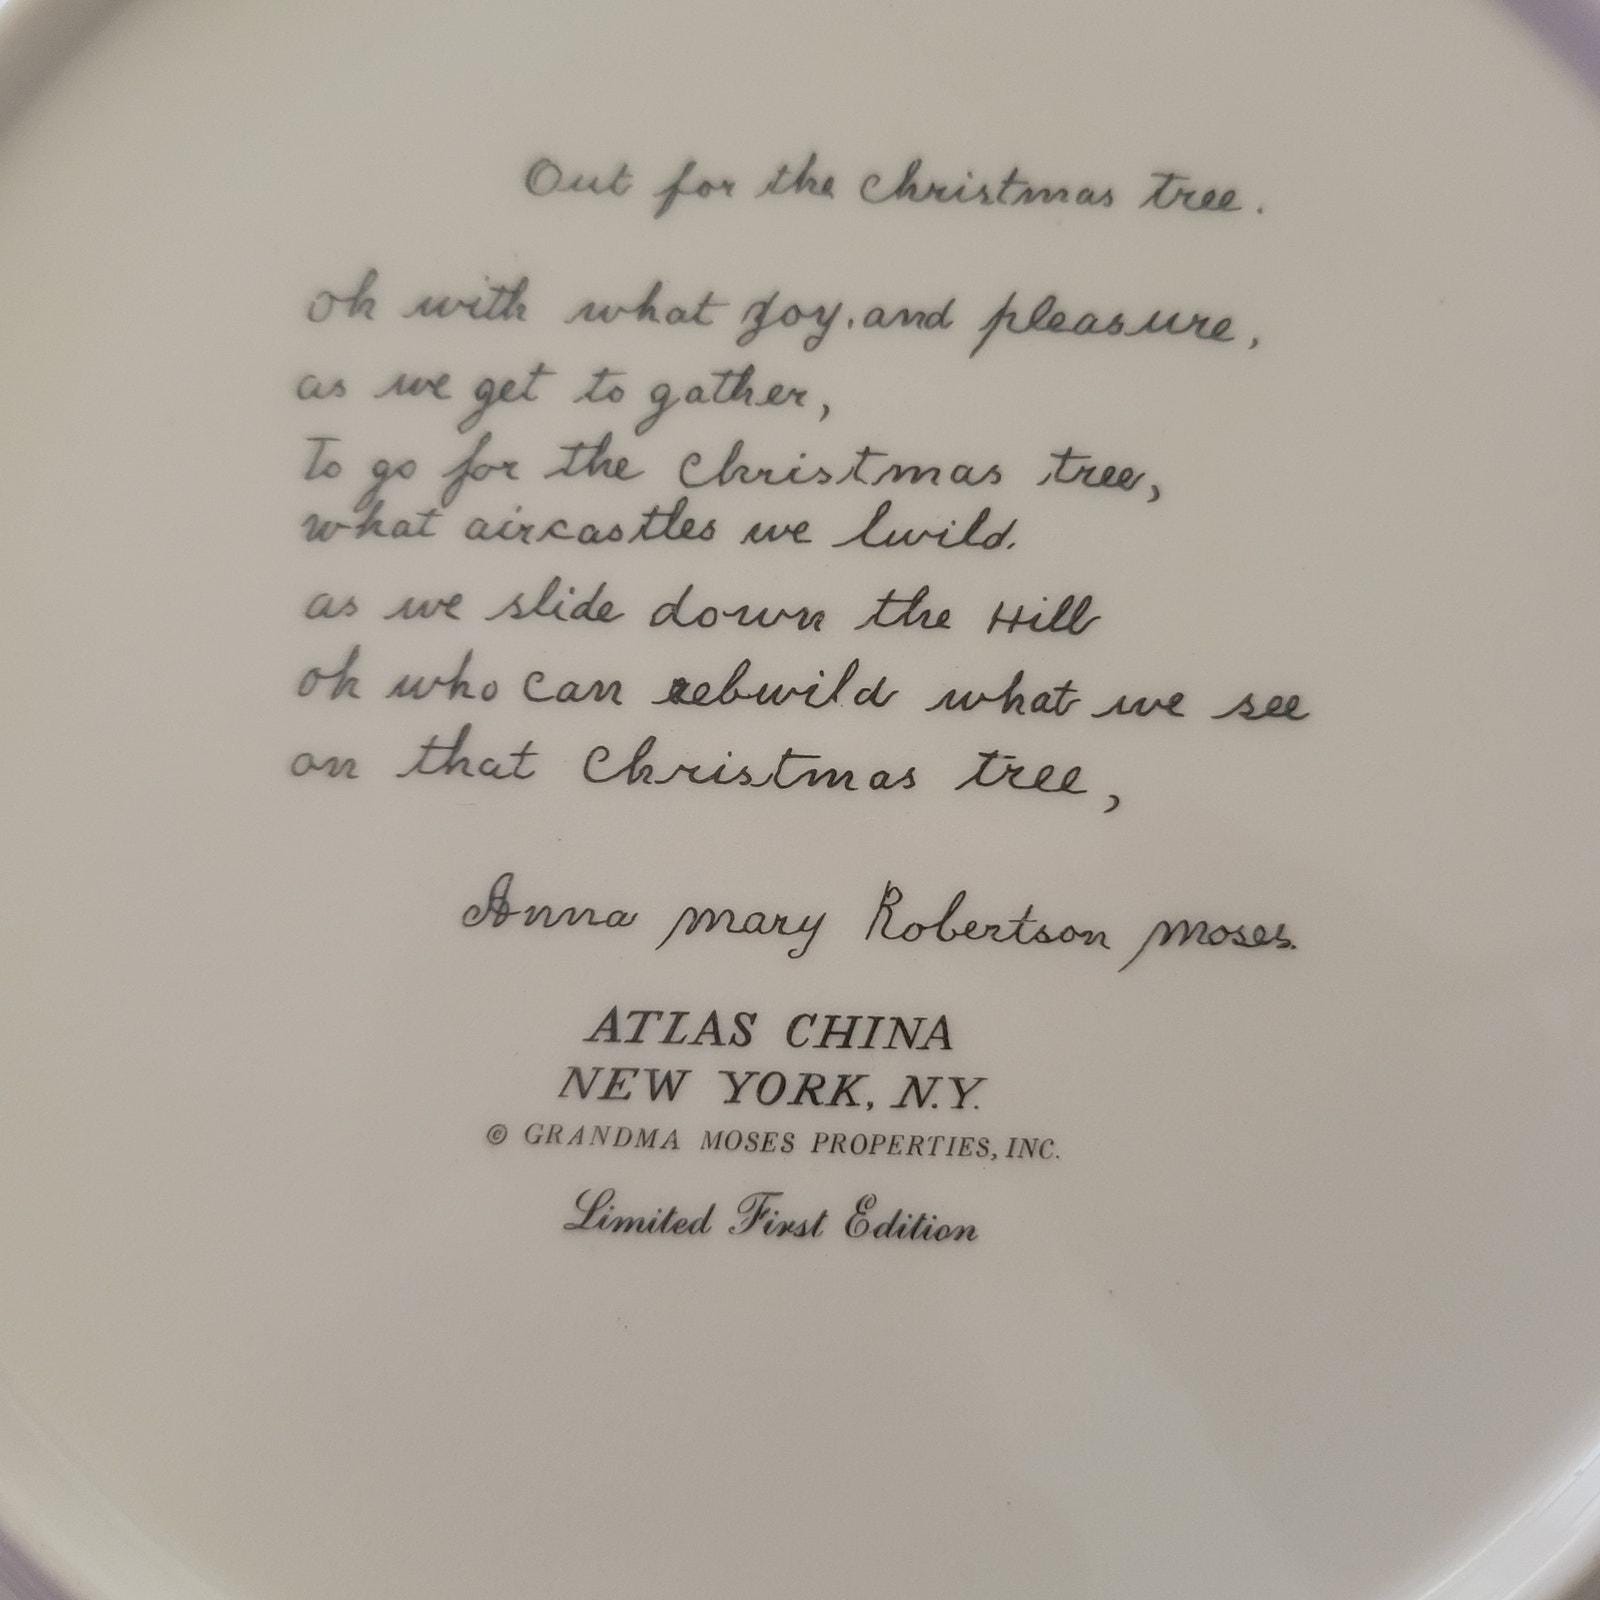 Out for the Christmas tree.
oh with what joy, and pleasure,
as we get to gather,
To go for the Christmas tree,
what aircastles we bwild.
as we slide down the Hill
oh who can rebwild what we see
on that Christmas tree,
Anna mary Robertson moses.
ATLAS CHINA
NEW YORK, N.Y.
© GRANDMA MOSES PROPERTIES, INC.
Limited First Edition